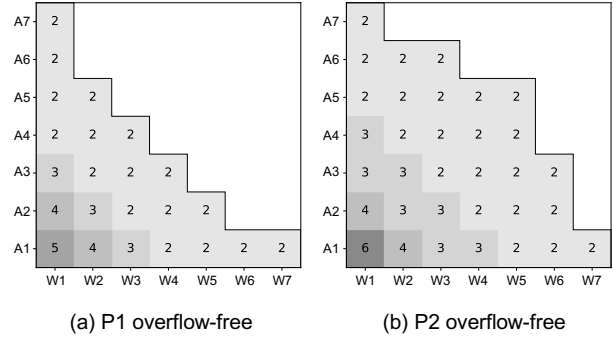 A7 2
A6 2
A5 2 2
A4 2 2 2
A3 3 2 2 2
A2 4 3 2 2 2
A1 5 4 3 2 2 2 2
W1 W2 W3 W4 W5 W6 W7
(a) P1 overflow-free
A7 2
A6 2 2 2
A5 2 2 2 2 2
A4 3 2 2 2 2
A3 3 3 2 2 2 2
A2 4 3 3 2 2 2
A1 6 4 3 3 2 2 2
W1 W2 W3 W4 W5 W6 W7
(b) P2 overflow-free